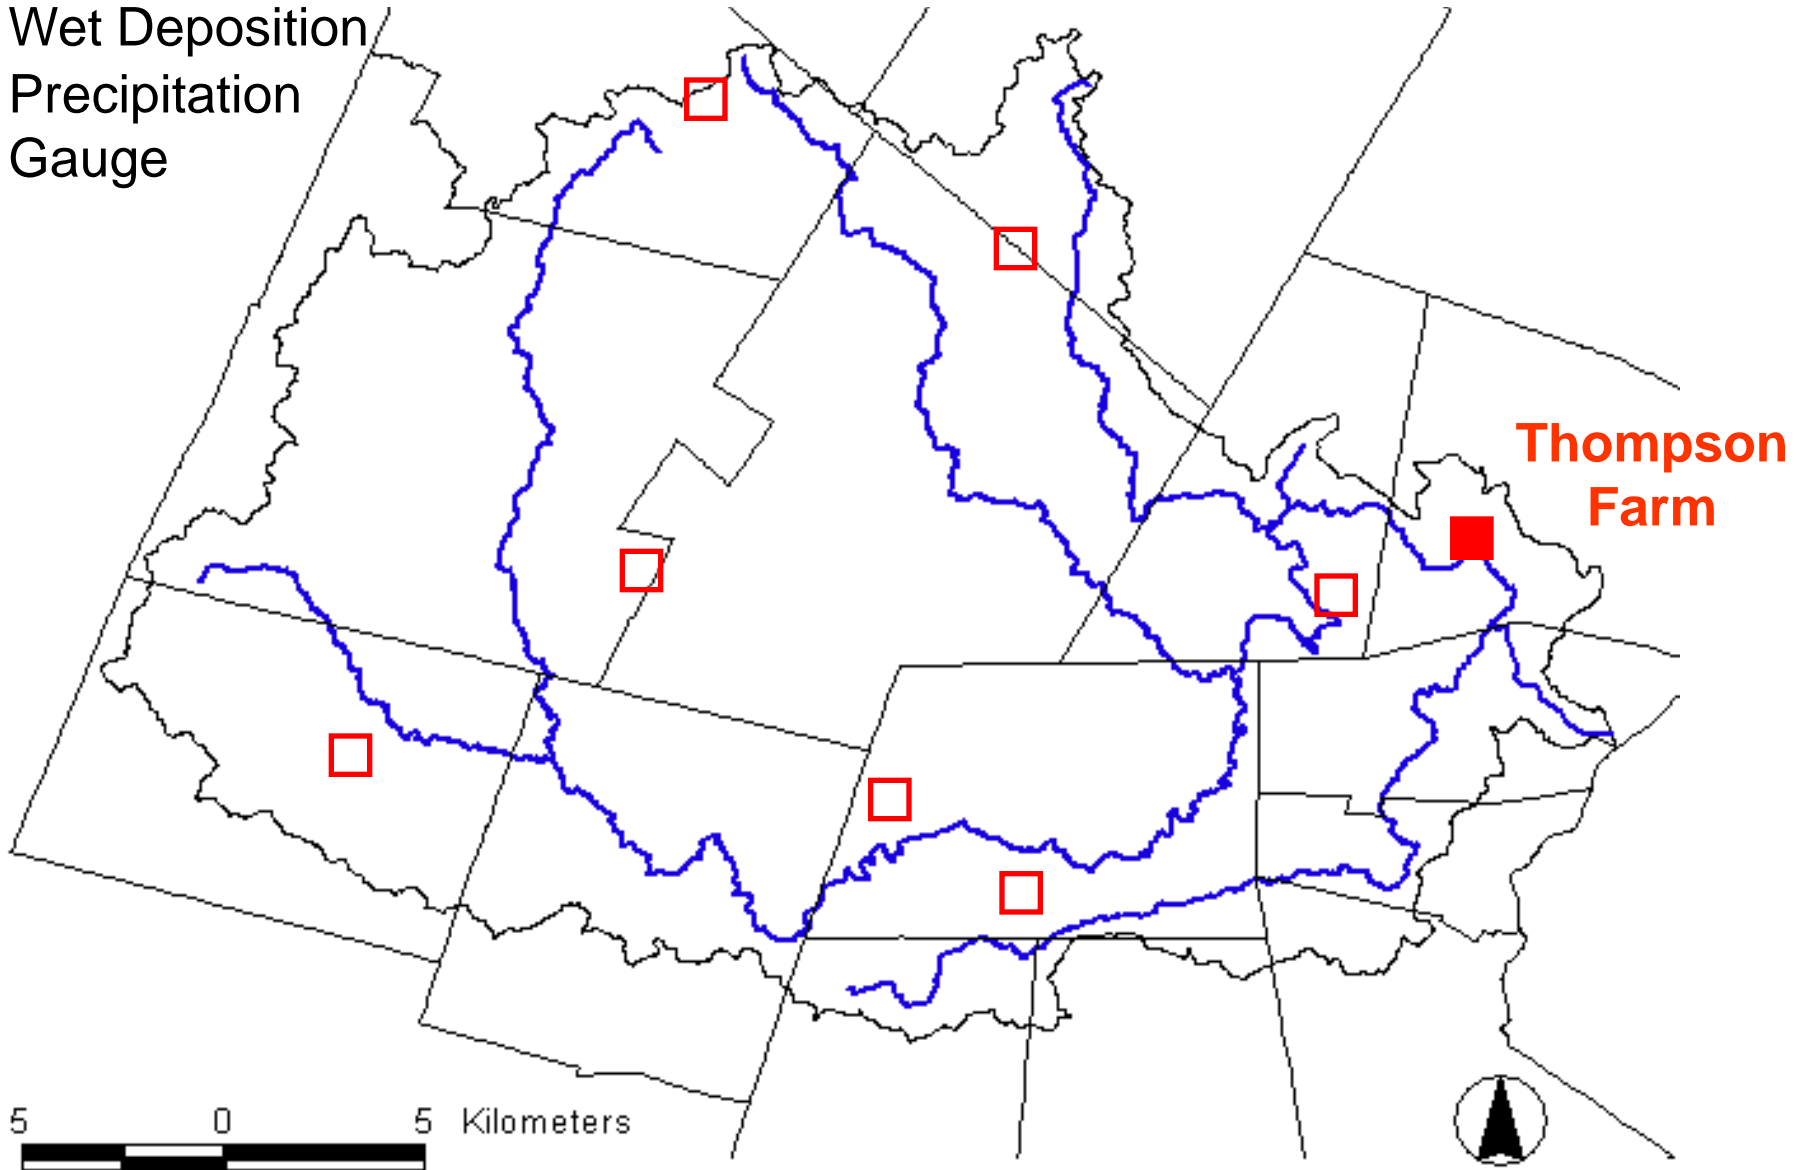 Wet Deposition
Precipitation
Gauge
Thompson
Farm
5 0 5 Kilometers